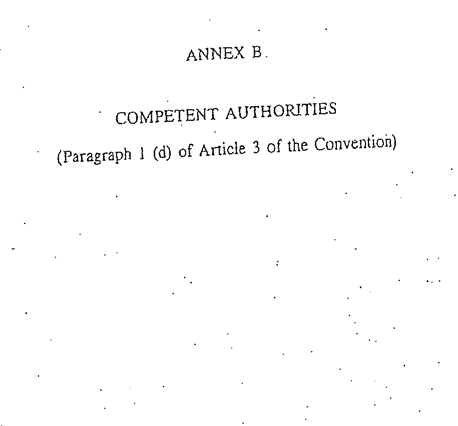 ANNEX B.
COMPETENT AUTHORITIES
(Paragraph 1 (d) of Article 3 of the Convention)